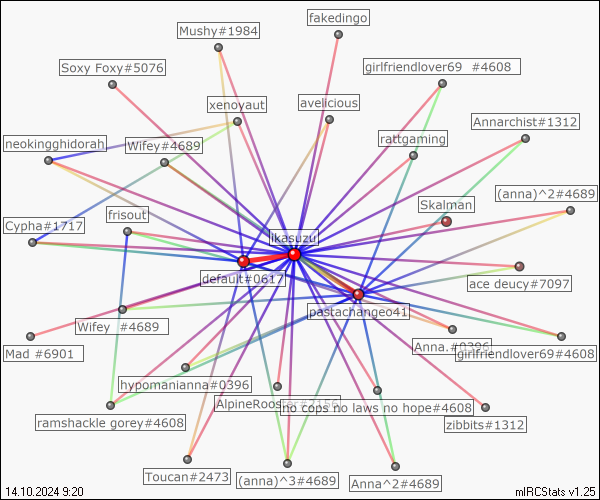 fakedingo
Mushy#1984
Soxy Foxy#5076
girlfriendlover69 #4608
xenoyaut
avelicious
Annarchist#1312
neokingghidorah
Wifey#4689
rattgaming
(anna)^2#4689
Skalman
frisout
Cypha#1717
ikasuzu
default#0617
ace deucy#7097
pastachangeo41
Wifey #4689
Mad #6901
Anna.#0396
girlfriendlover69#4608
hypomanianna#0396
AlpineRooster#2156
no cops no laws no hope#4608
ramshackle gorey#4608
zibbits#1312
Toucan#2473
(anna)^3#4689
Anna^2#4689
14.10.2024 9:20
mIRCStats v1.25